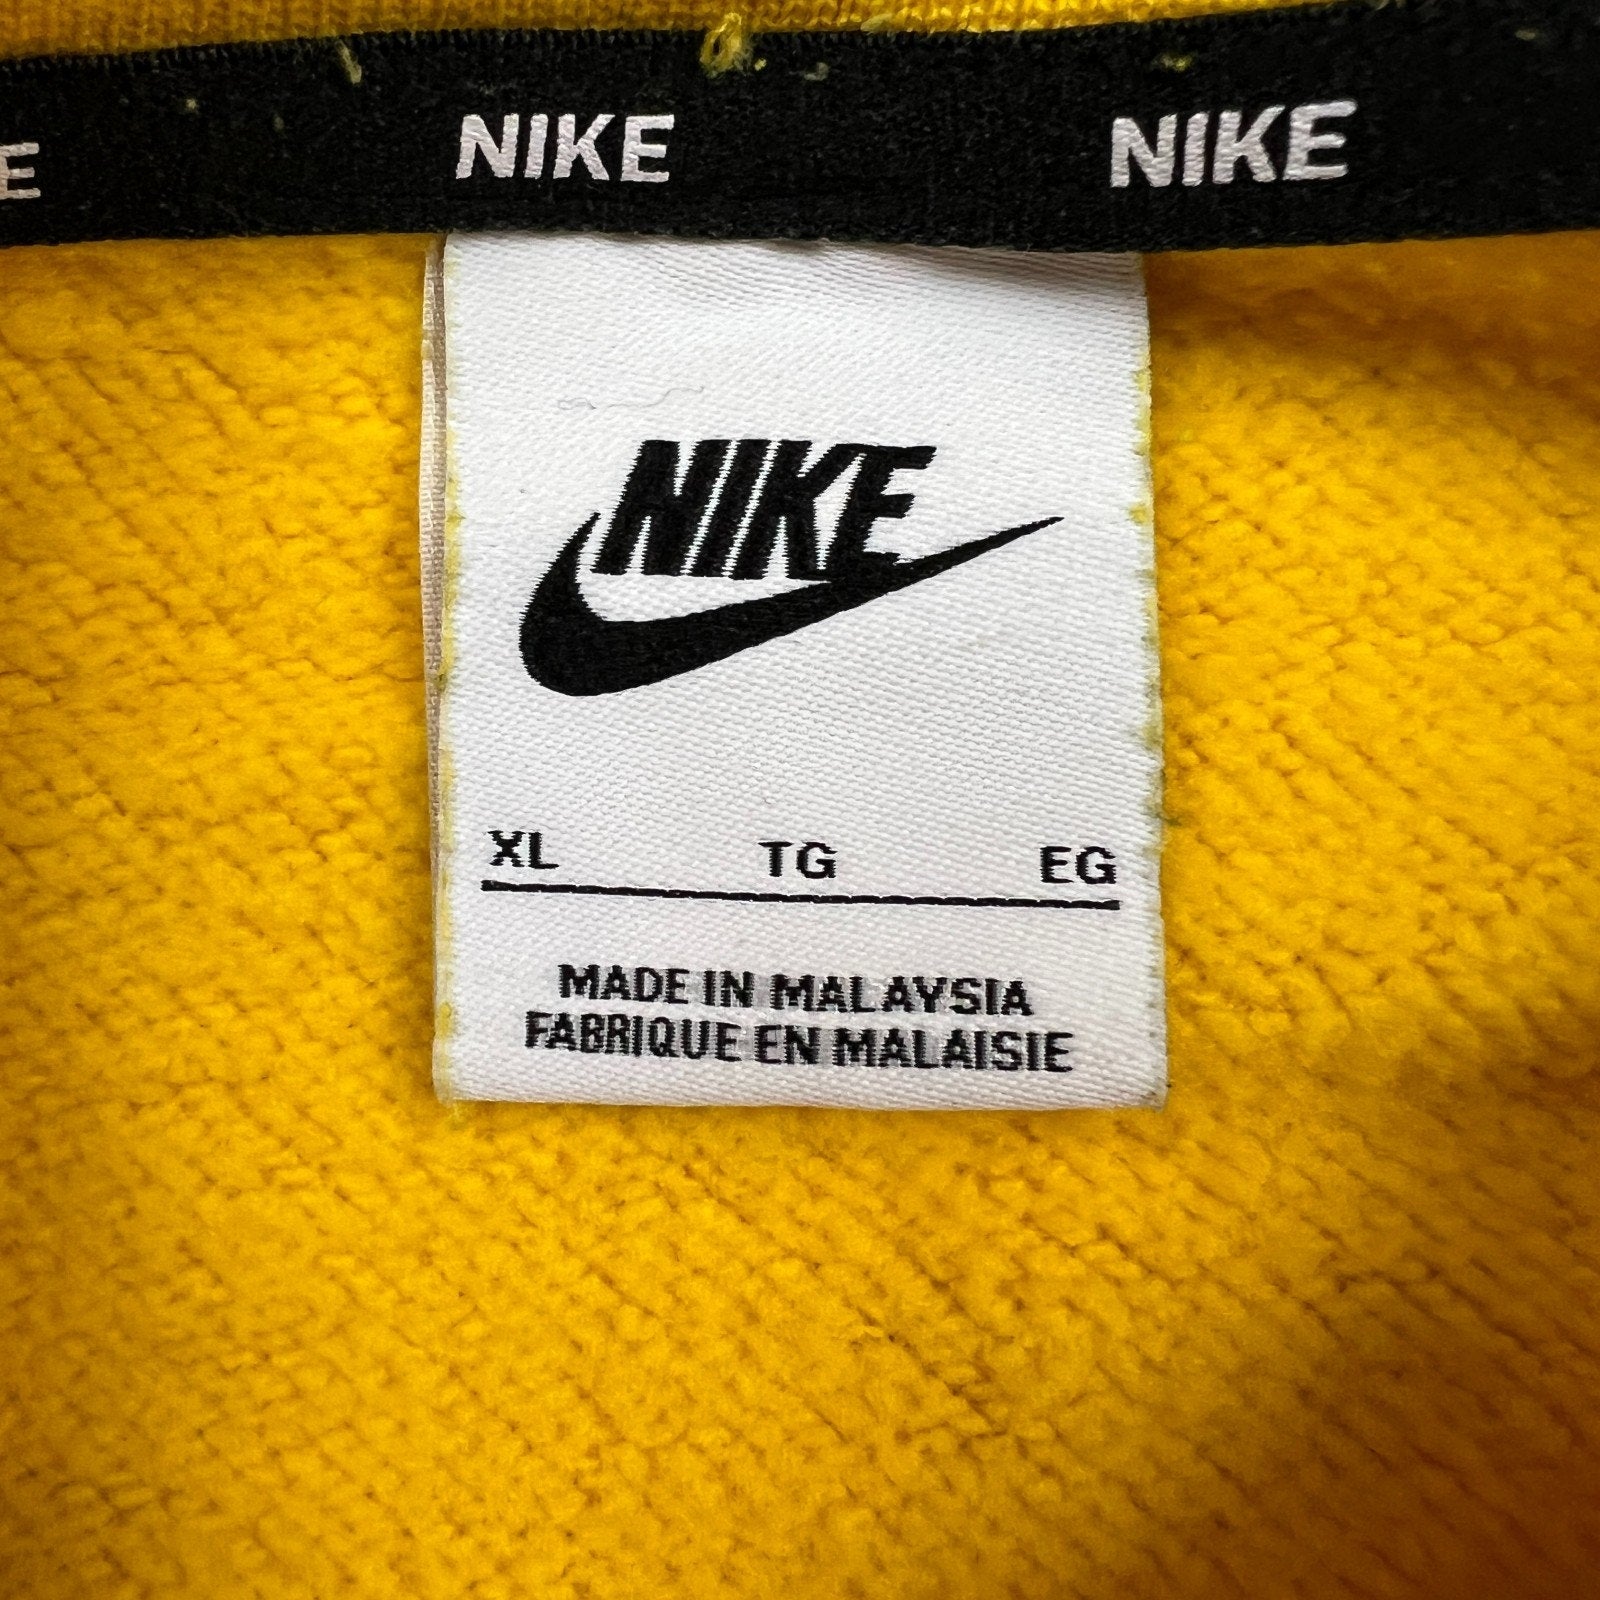 E NIKE NIKE
NIKE
XL TG EG
MADE IN MALAYSIA
FABRIQUE EN MALAISIE